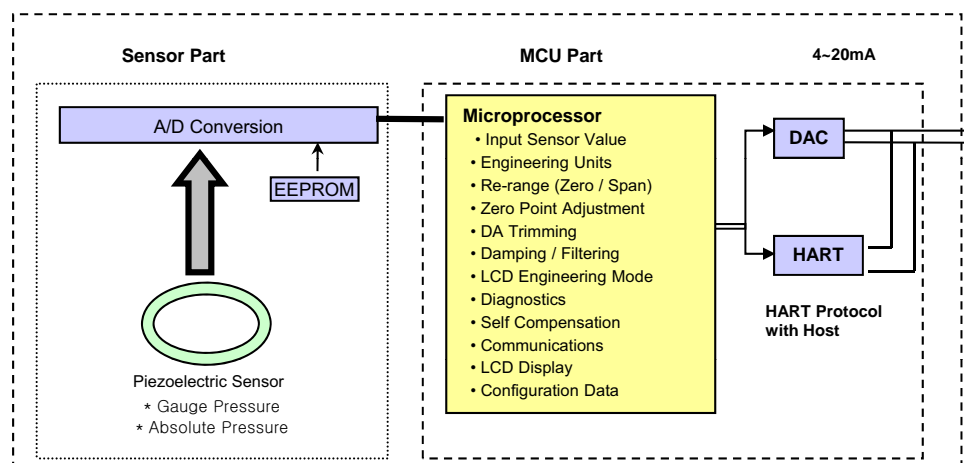 Sensor Part
MCU Part
4~20mA
A/D Conversion
EEPROM
Piezoelectric Sensor
* Gauge Pressure
* Absolute Pressure
Microprocessor
• Input Sensor Value
• Engineering Units
• Re-range (Zero / Span)
• Zero Point Adjustment
• DA Trimming
• Damping / Filtering
• LCD Engineering Mode
• Diagnostics
• Self Compensation
• Communications
• LCD Display
• Configuration Data
DAC
HART
HART Protocol
with Host